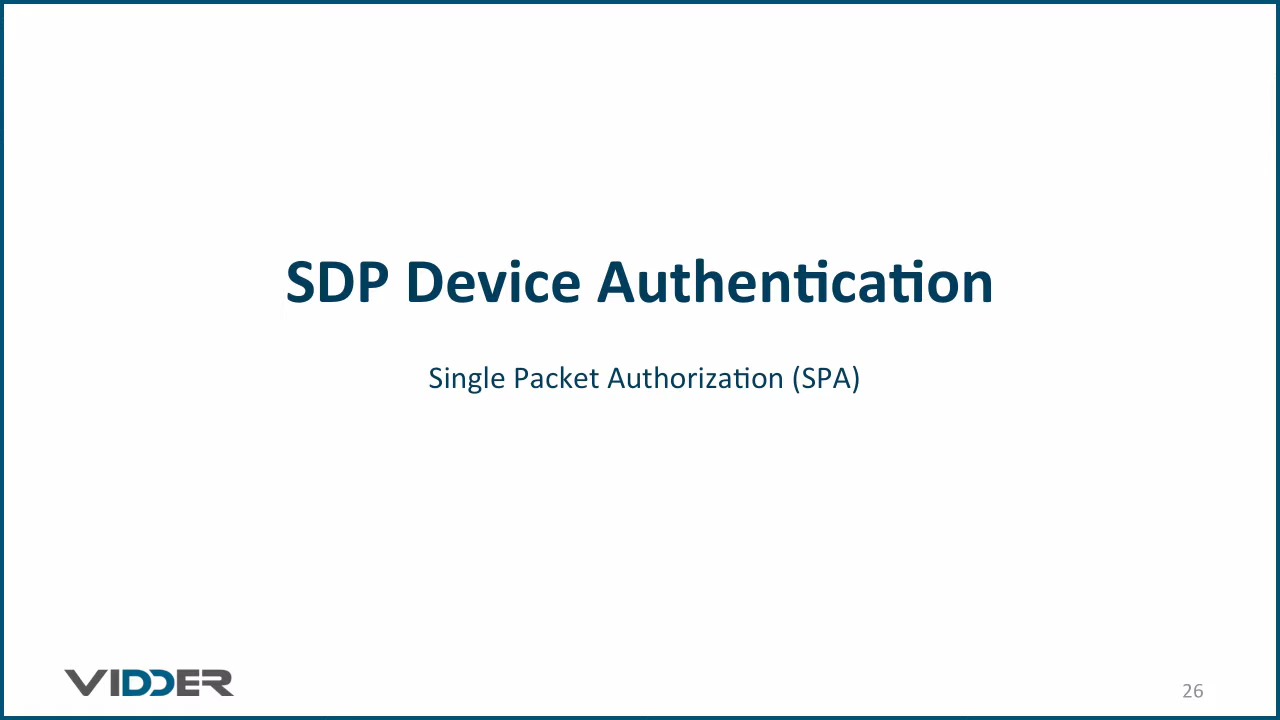 SDP Device Authentication
Single Packet Authorization (SPA)
VIDDER
26